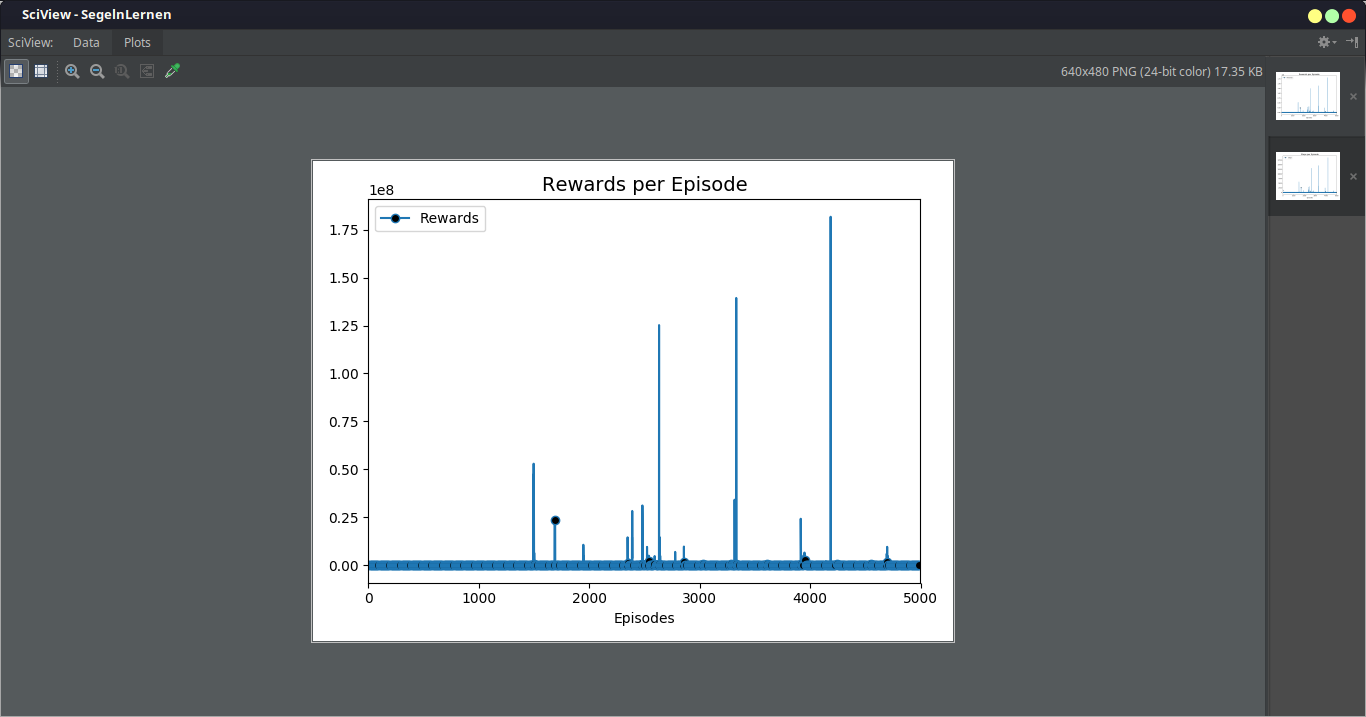 SciView - SegelnLernen
SciView: Data Plots
640x480 PNG (24-bit color) 17.35 KB
Rewards per Episode
1e8
Rewards
1.75
1.50
1.25
1.00
0.75
0.50
0.25
0.00
0 1000 2000 3000 4000 5000
Episodes